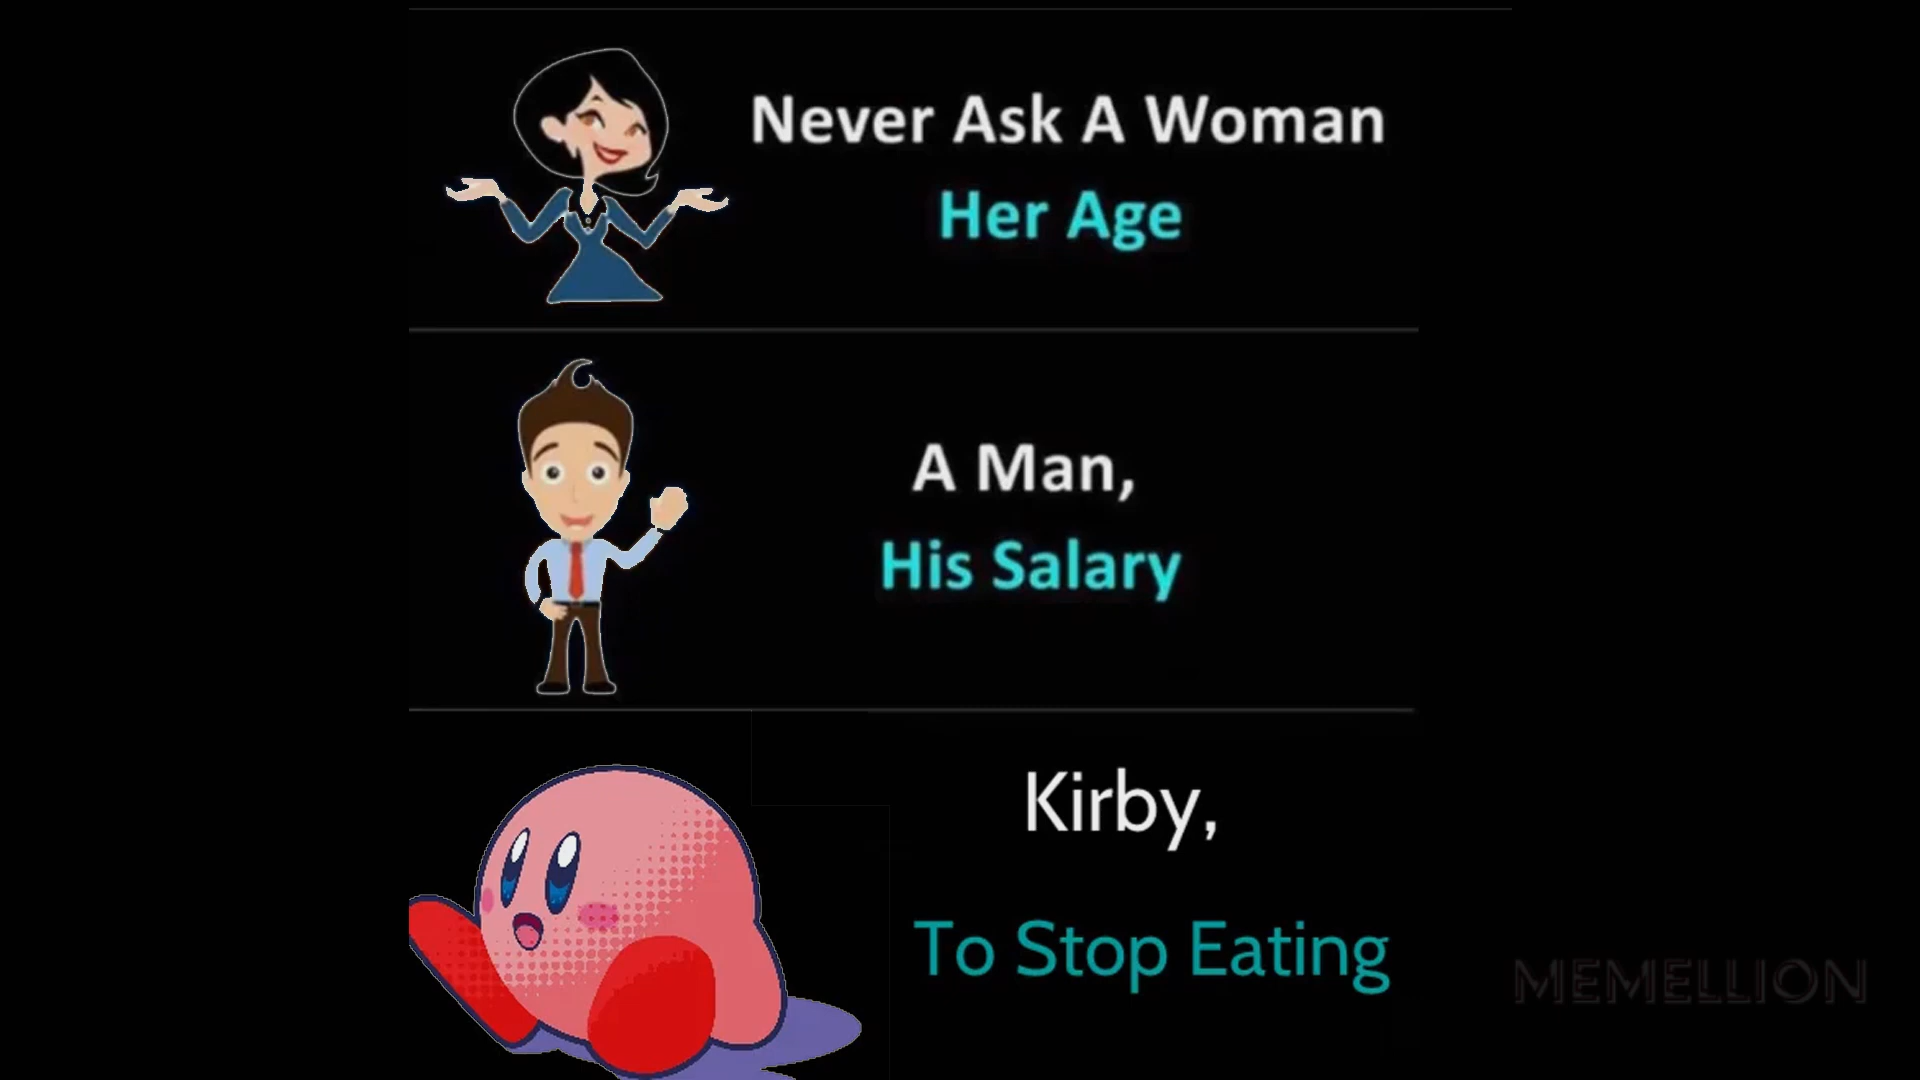 Never Ask A Woman
Her Age
A Man,
His Salary
Kirby,
To Stop Eating
MEMELLION